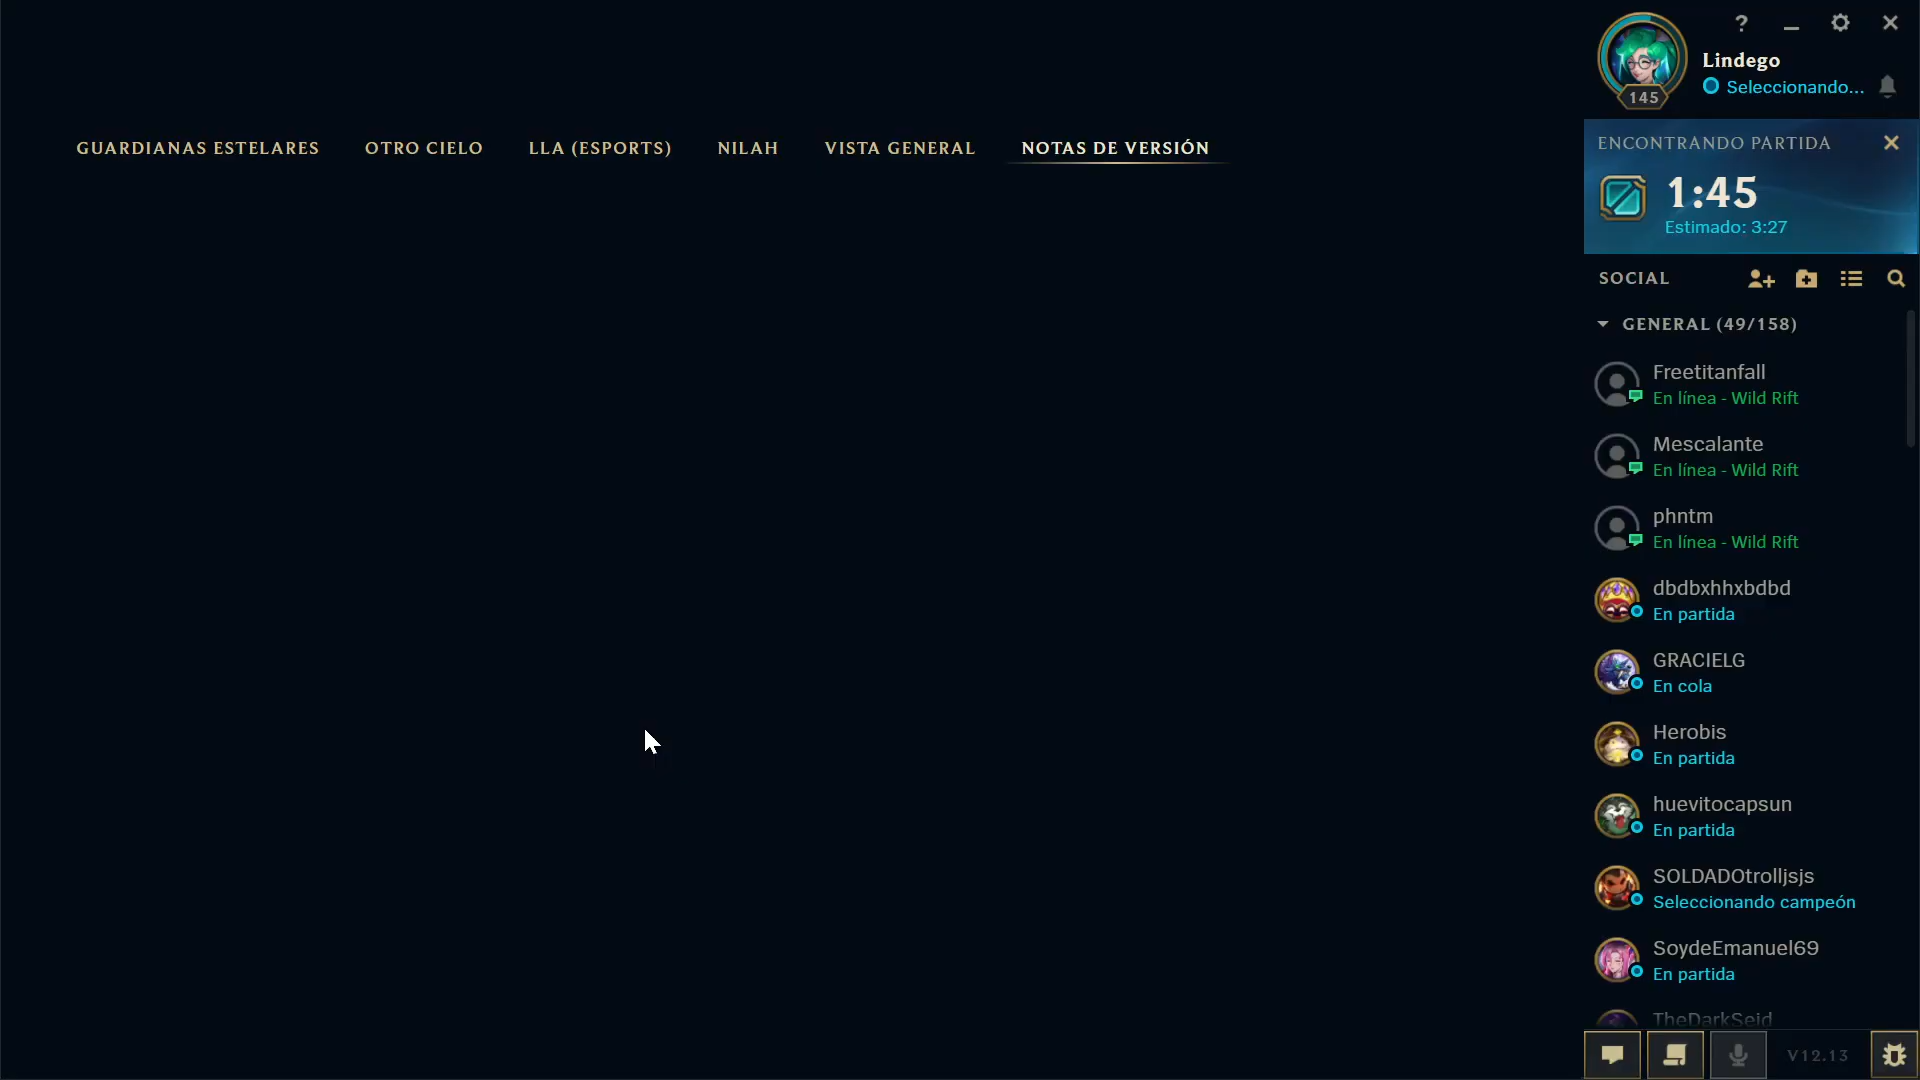 ?
Lindego
Seleccionando...
145
GUARDIANAS ESTELARES OTRO CIELO LLA (ESPORTS) NILAH VISTA GENERAL NOTAS DE VERSIÓN
ENCONTRANDO PARTIDA
1:45
Estimado: 3:27
SOCIAL
GENERAL (49/158)
Freetitanfall
En línea - Wild Rift
Mescalante
En línea - Wild Rift
phntm
En línea - Wild Rift
dbdbxhhxbdbd
En partida
GRACIELG
En cola
Herobis
En partida
huevitocapsun
En partida
SOLDADOtrolljsjs
Seleccionando campeón
SoydeEmanuel69
En partida
TheDarkSeid
V12.13